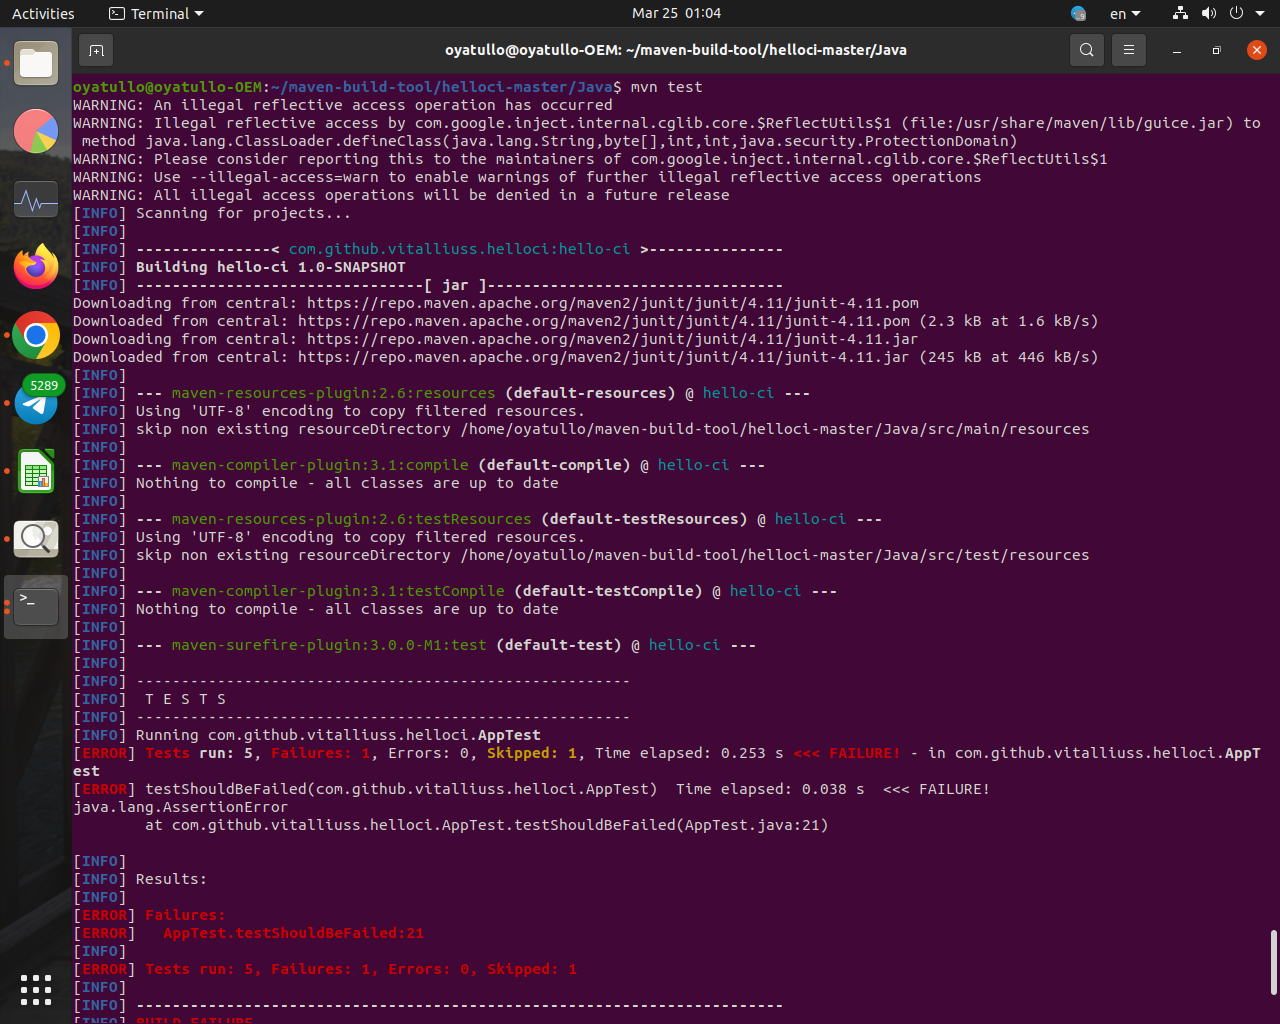 Activities
Terminal
Mar 25 01:04
en
oyatullo@oyatullo-OEM: ~/maven-build-tool/helloci-master/Java
oyatullo@oyatullo-OEM:~/maven-build-tool/helloci-master/Java$ mvn test
WARNING: An illegal reflective access operation has occurred
WARNING: Illegal reflective access by com.google.inject.internal.cglib.core.$ReflectUtils$1 (file:/usr/share/maven/lib/guice.jar) to
method java.lang.ClassLoader.defineClass(java.lang.String,byte[],int,int,java.security.ProtectionDomain)
WARNING: Please consider reporting this to the maintainers of com.google.inject.internal.cglib.core.$ReflectUtils$1
WARNING: Use --illegal-access=warn to enable warnings of further illegal reflective access operations
WARNING: All illegal access operations will be denied in a future release
[INFO] Scanning for projects...
[INFO]
[INFO] ---------------< com.github.vitalliuss.helloci:hello-ci >---------------
[INFO] Building hello-ci 1.0-SNAPSHOT
[INFO] --------------------------------[ jar ]---------------------------------
Downloading from central: https://repo.maven.apache.org/maven2/junit/junit/4.11/junit-4.11.pom
Downloaded from central: https://repo.maven.apache.org/maven2/junit/junit/4.11/junit-4.11.pom (2.3 kB at 1.6 kB/s)
Downloading from central: https://repo.maven.apache.org/maven2/junit/junit/4.11/junit-4.11.jar
Downloaded from central: https://repo.maven.apache.org/maven2/junit/junit/4.11/junit-4.11.jar (245 kB at 446 kB/s)
[INFO]
[INFO] --- maven-resources-plugin:2.6:resources (default-resources) @ hello-ci ---
[INFO] Using 'UTF-8' encoding to copy filtered resources.
[INFO] skip non existing resourceDirectory /home/oyatullo/maven-build-tool/helloci-master/Java/src/main/resources
[INFO]
[INFO] --- maven-compiler-plugin:3.1:compile (default-compile) @ hello-ci ---
[INFO] Nothing to compile - all classes are up to date
[INFO]
[INFO] --- maven-resources-plugin:2.6:testResources (default-testResources) @ hello-ci ---
[INFO] Using 'UTF-8' encoding to copy filtered resources.
[INFO] skip non existing resourceDirectory /home/oyatullo/maven-build-tool/helloci-master/Java/src/test/resources
[INFO]
[INFO] --- maven-compiler-plugin:3.1:testCompile (default-testCompile) @ hello-ci ---
[INFO] Nothing to compile - all classes are up to date
[INFO]
[INFO] --- maven-surefire-plugin:3.0.0-M1:test (default-test) @ hello-ci ---
[INFO]
[INFO] -------------------------------------------------------
[INFO]  T E S T S
[INFO] -------------------------------------------------------
[INFO] Running com.github.vitalliuss.helloci.AppTest
[ERROR] Tests run: 5, Failures: 1, Errors: 0, Skipped: 1, Time elapsed: 0.253 s <<< FAILURE! - in com.github.vitalliuss.helloci.AppT
est
[ERROR] testShouldBeFailed(com.github.vitalliuss.helloci.AppTest)  Time elapsed: 0.038 s  <<< FAILURE!
java.lang.AssertionError
at com.github.vitalliuss.helloci.AppTest.testShouldBeFailed(AppTest.java:21)
[INFO]
[INFO] Results:
[INFO]
[ERROR] Failures:
[ERROR]   AppTest.testShouldBeFailed:21
[INFO]
[ERROR] Tests run: 5, Failures: 1, Errors: 0, Skipped: 1
[INFO]
[INFO] ------------------------------------------------------------------------
[INFO] BUILD FAILURE
5289